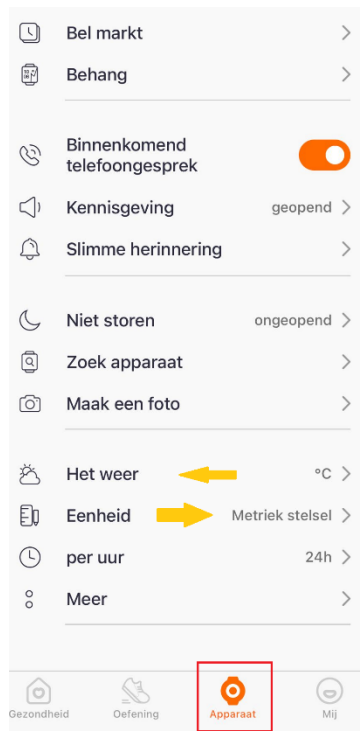 Bel markt
Behang
Binnenkomend
telefoongesprek
Kennisgeving geopend
Slimme herinnering
Niet storen ongeopend
Zoek apparaat
Maak een foto
Het weer °C
Eenheid Metriek stelsel
per uur 24h
Meer
Gezondheid Oefening Apparaat Mij